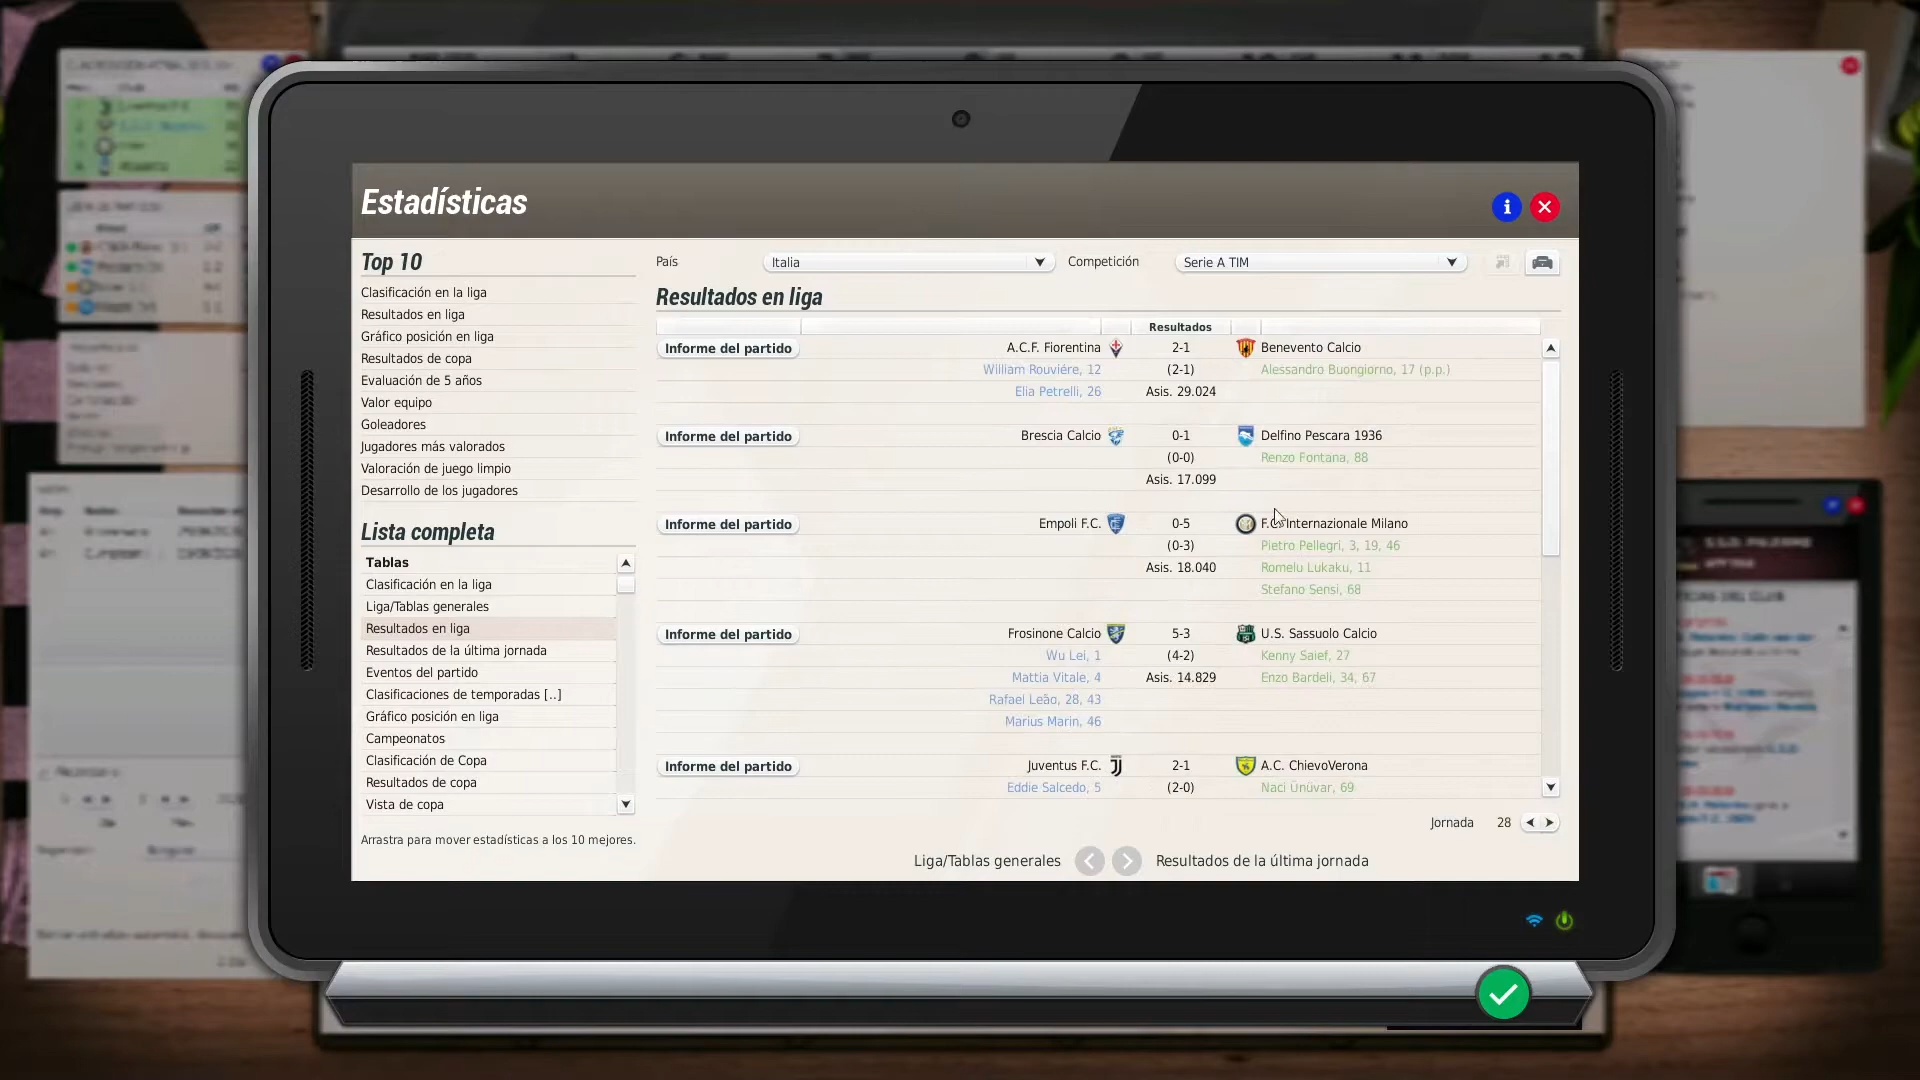 Estadísticas
Top 10
Clasificación en la liga
Resultados en liga
Gráfico posición en liga
Resultados de copa
Evaluación de 5 años
Valor equipo
Goleadores
Jugadores más valorados
Valoración de juego limpio
Desarrollo de los jugadores
Lista completa
Tablas
Clasificación en la liga
Liga/Tablas generales
Resultados en liga
Resultados de la última jornada
Eventos del partido
Clasificaciones de temporadas [..]
Gráfico posición en liga
Campeonatos
Clasificación de Copa
Resultados de copa
Vista de copa
Arrastra para mover estadísticas a los 10 mejores.
País Italia Competición Serie A TIM
Resultados en liga
Resultados
Informe del partido A.C.F. Fiorentina 2-1 Benevento Calcio
William Rouvière, 12 (2-1) Alessandro Buongiorno, 17 (p.p.)
Elia Petrelli, 26 Asis. 29.024
Informe del partido Brescia Calcio 0-1 Delfino Pescara 1936
(0-0) Renzo Fontana, 88
Asis. 17.099
Informe del partido Empoli F.C. 0-5 F.C. Internazionale Milano
(0-3) Pietro Pellegri, 3, 19, 46
Asis. 18.040 Romelu Lukaku, 11
Stefano Sensi, 68
Informe del partido Frosinone Calcio 5-3 U.S. Sassuolo Calcio
Wu Lei, 1 (4-2) Kenny Saief, 27
Mattia Vitale, 4 Asis. 14.829 Enzo Bardeli, 34, 67
Rafael Leão, 28, 43
Marius Marin, 46
Informe del partido Juventus F.C. 2-1 A.C. ChievoVerona
Eddie Salcedo, 5 (2-0) Naci Ünüvar, 69
Jornada 28
Liga/Tablas generales Resultados de la última jornada